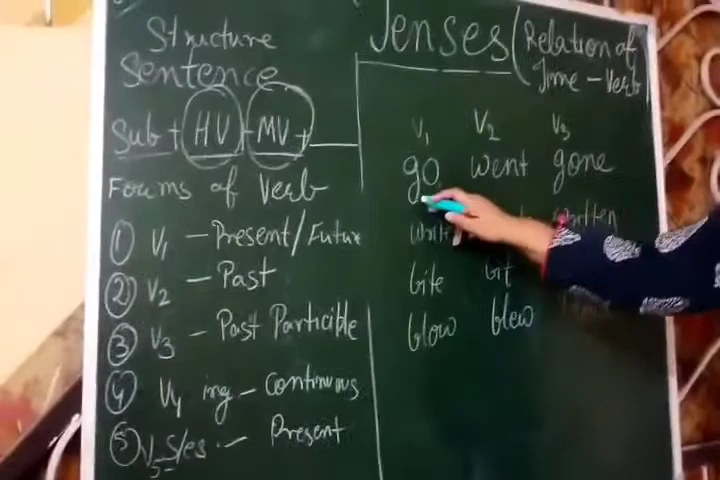 Structure
Sentence
Sub + HV + MV +
Forms of Verb
① V₁ – Present/Future
② V₂ – Past
③ V₃ – Past Participle
④ V₄ ing – Continuous
⑤ V₅ s/es – Present
Tenses (Relation of
Time – Verb
V₁ V₂ V₃
go went gone
write written
bite bit
blow blew